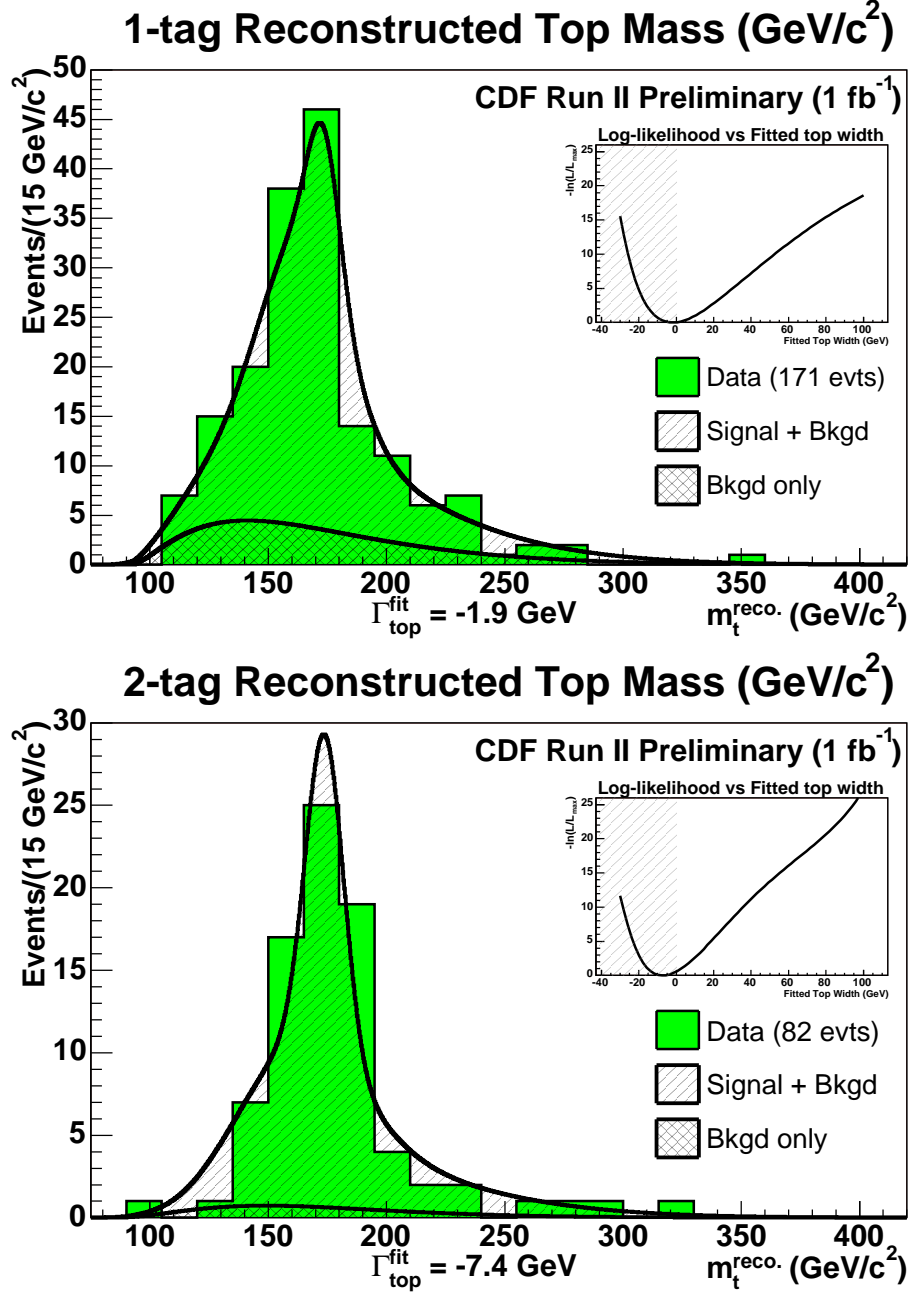 1-tag Reconstructed Top Mass (GeV/c²)
Events/(15 GeV/c²)
50
45
40
35
30
25
20
15
10
5
0
CDF Run II Preliminary (1 fb⁻¹)
Log-likelihood vs Fitted top width
-ln(L/Lmax)
25
20
15
10
5
0
-40 -20 0 20 40 60 80 100
Fitted Top Width (GeV)
Data (171 evts)
Signal + Bkgd
Bkgd only
100 150 200 250 300 350 400
Γ^fit_top = -1.9 GeV
m_t^reco. (GeV/c²)
2-tag Reconstructed Top Mass (GeV/c²)
Events/(15 GeV/c²)
30
25
20
15
10
5
0
CDF Run II Preliminary (1 fb⁻¹)
Log-likelihood vs Fitted top width
-ln(L/Lmax)
25
20
15
10
5
0
-40 -20 0 20 40 60 80 100
Fitted Top Width (GeV)
Data (82 evts)
Signal + Bkgd
Bkgd only
100 150 200 250 300 350 400
Γ^fit_top = -7.4 GeV
m_t^reco. (GeV/c²)